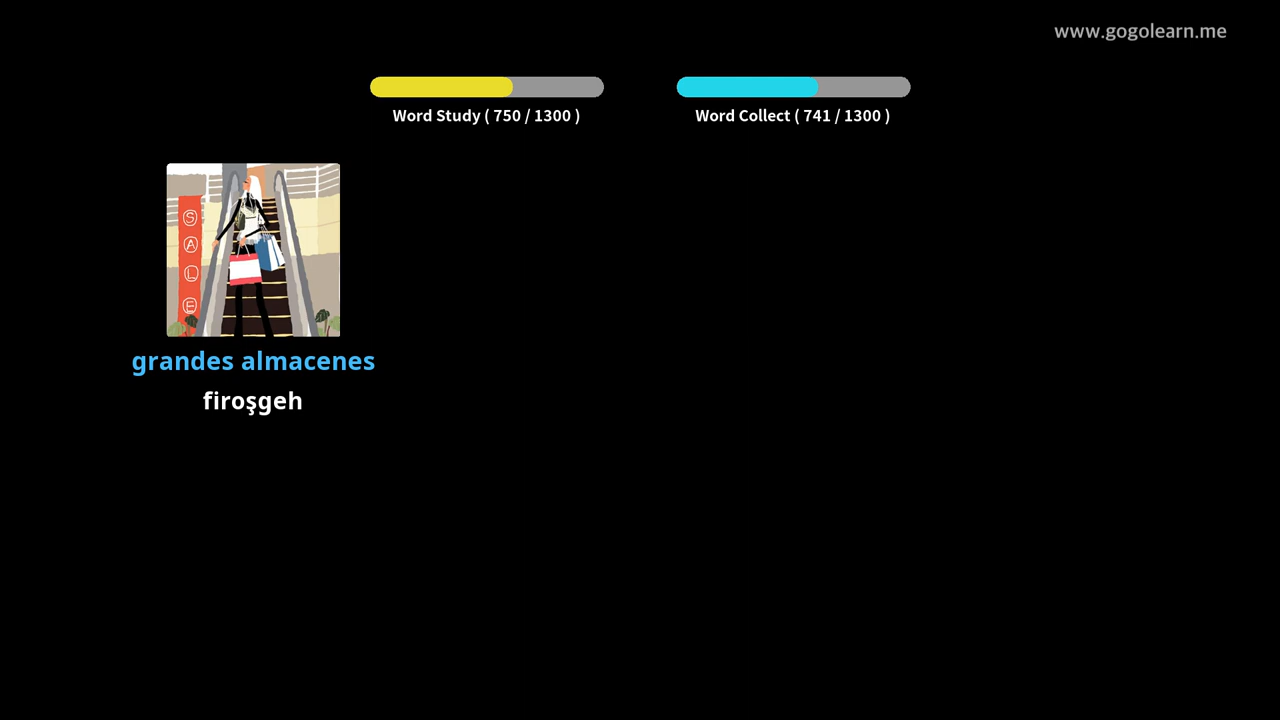 www.gogolearn.me
Word Study ( 750 / 1300 )
Word Collect ( 741 / 1300 )
SALE
grandes almacenes
firoşgeh